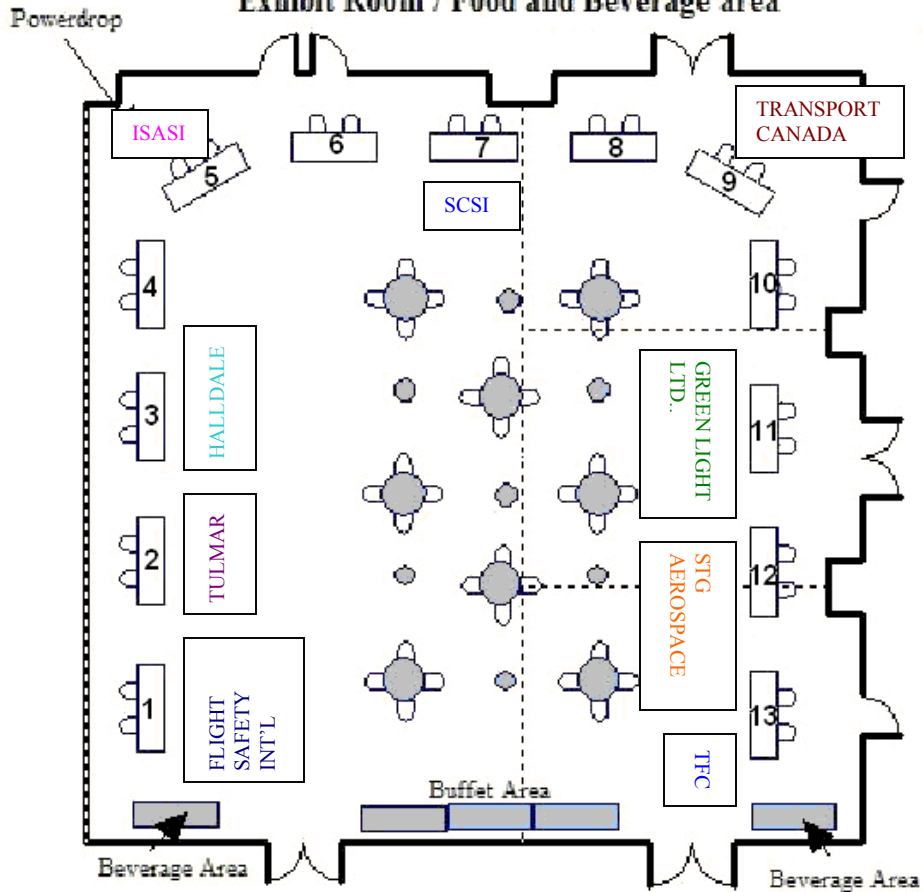 Exhibit Room / Food and Beverage area
Powerdrop
ISASI
TRANSPORT
CANADA
5
6
7
8
9
SCSI
4
10
HALLDALE
3
GREEN LIGHT
LTD..
11
TULMAR
2
STG
AEROSPACE
12
FLIGHT
SAFETY
INT'L
1
13
TFC
Buffet Area
Beverage Area
Beverage Area